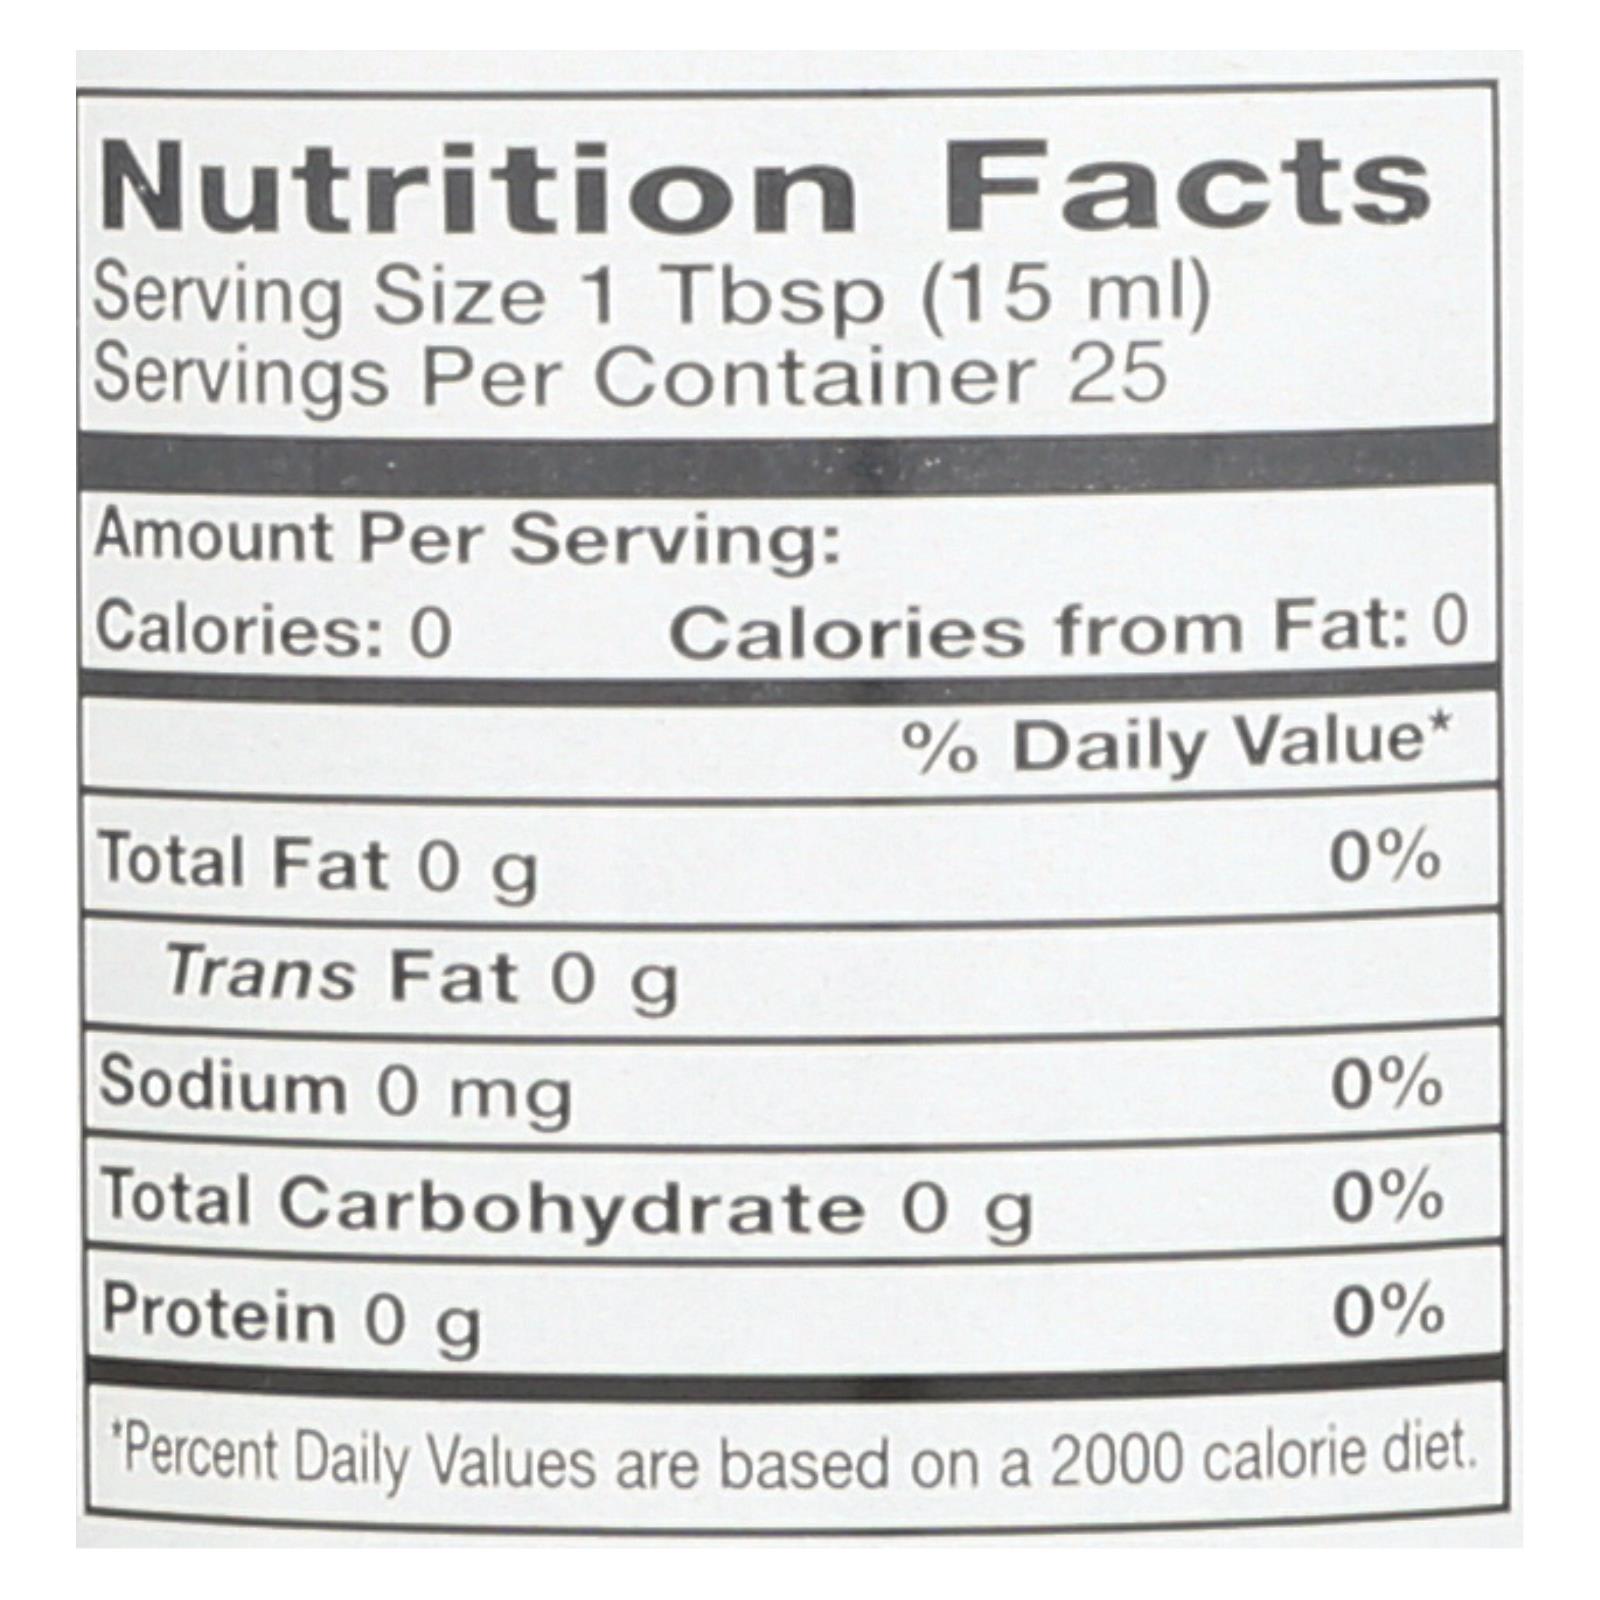 Nutrition Facts
Serving Size 1 Tbsp (15 ml)
Servings Per Container 25
Amount Per Serving:
Calories: 0 Calories from Fat: 0
% Daily Value*
Total Fat 0 g 0%
Trans Fat 0 g
Sodium 0 mg 0%
Total Carbohydrate 0 g 0%
Protein 0 g 0%
*Percent Daily Values are based on a 2000 calorie diet.